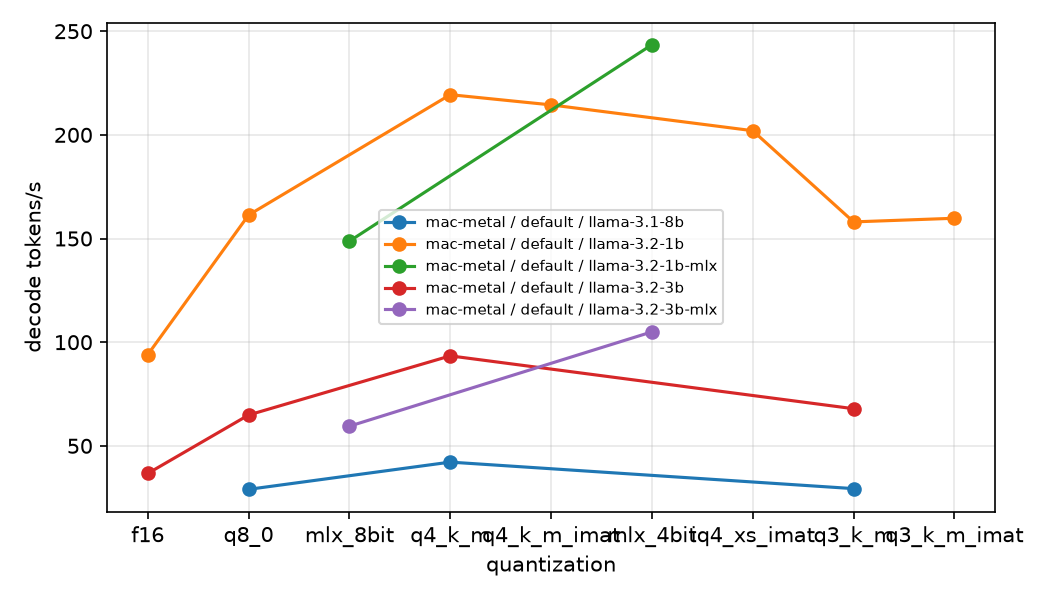 250
200
150
100
50
decode tokens/s
mac-metal / default / llama-3.1-8b
mac-metal / default / llama-3.2-1b
mac-metal / default / llama-3.2-1b-mlx
mac-metal / default / llama-3.2-3b
mac-metal / default / llama-3.2-3b-mlx
f16 q8_0 mlx_8bit q4_k_m q4_k_m_imat mlx_4bit iq4_xs_imat q3_k_m q3_k_m_imat
quantization